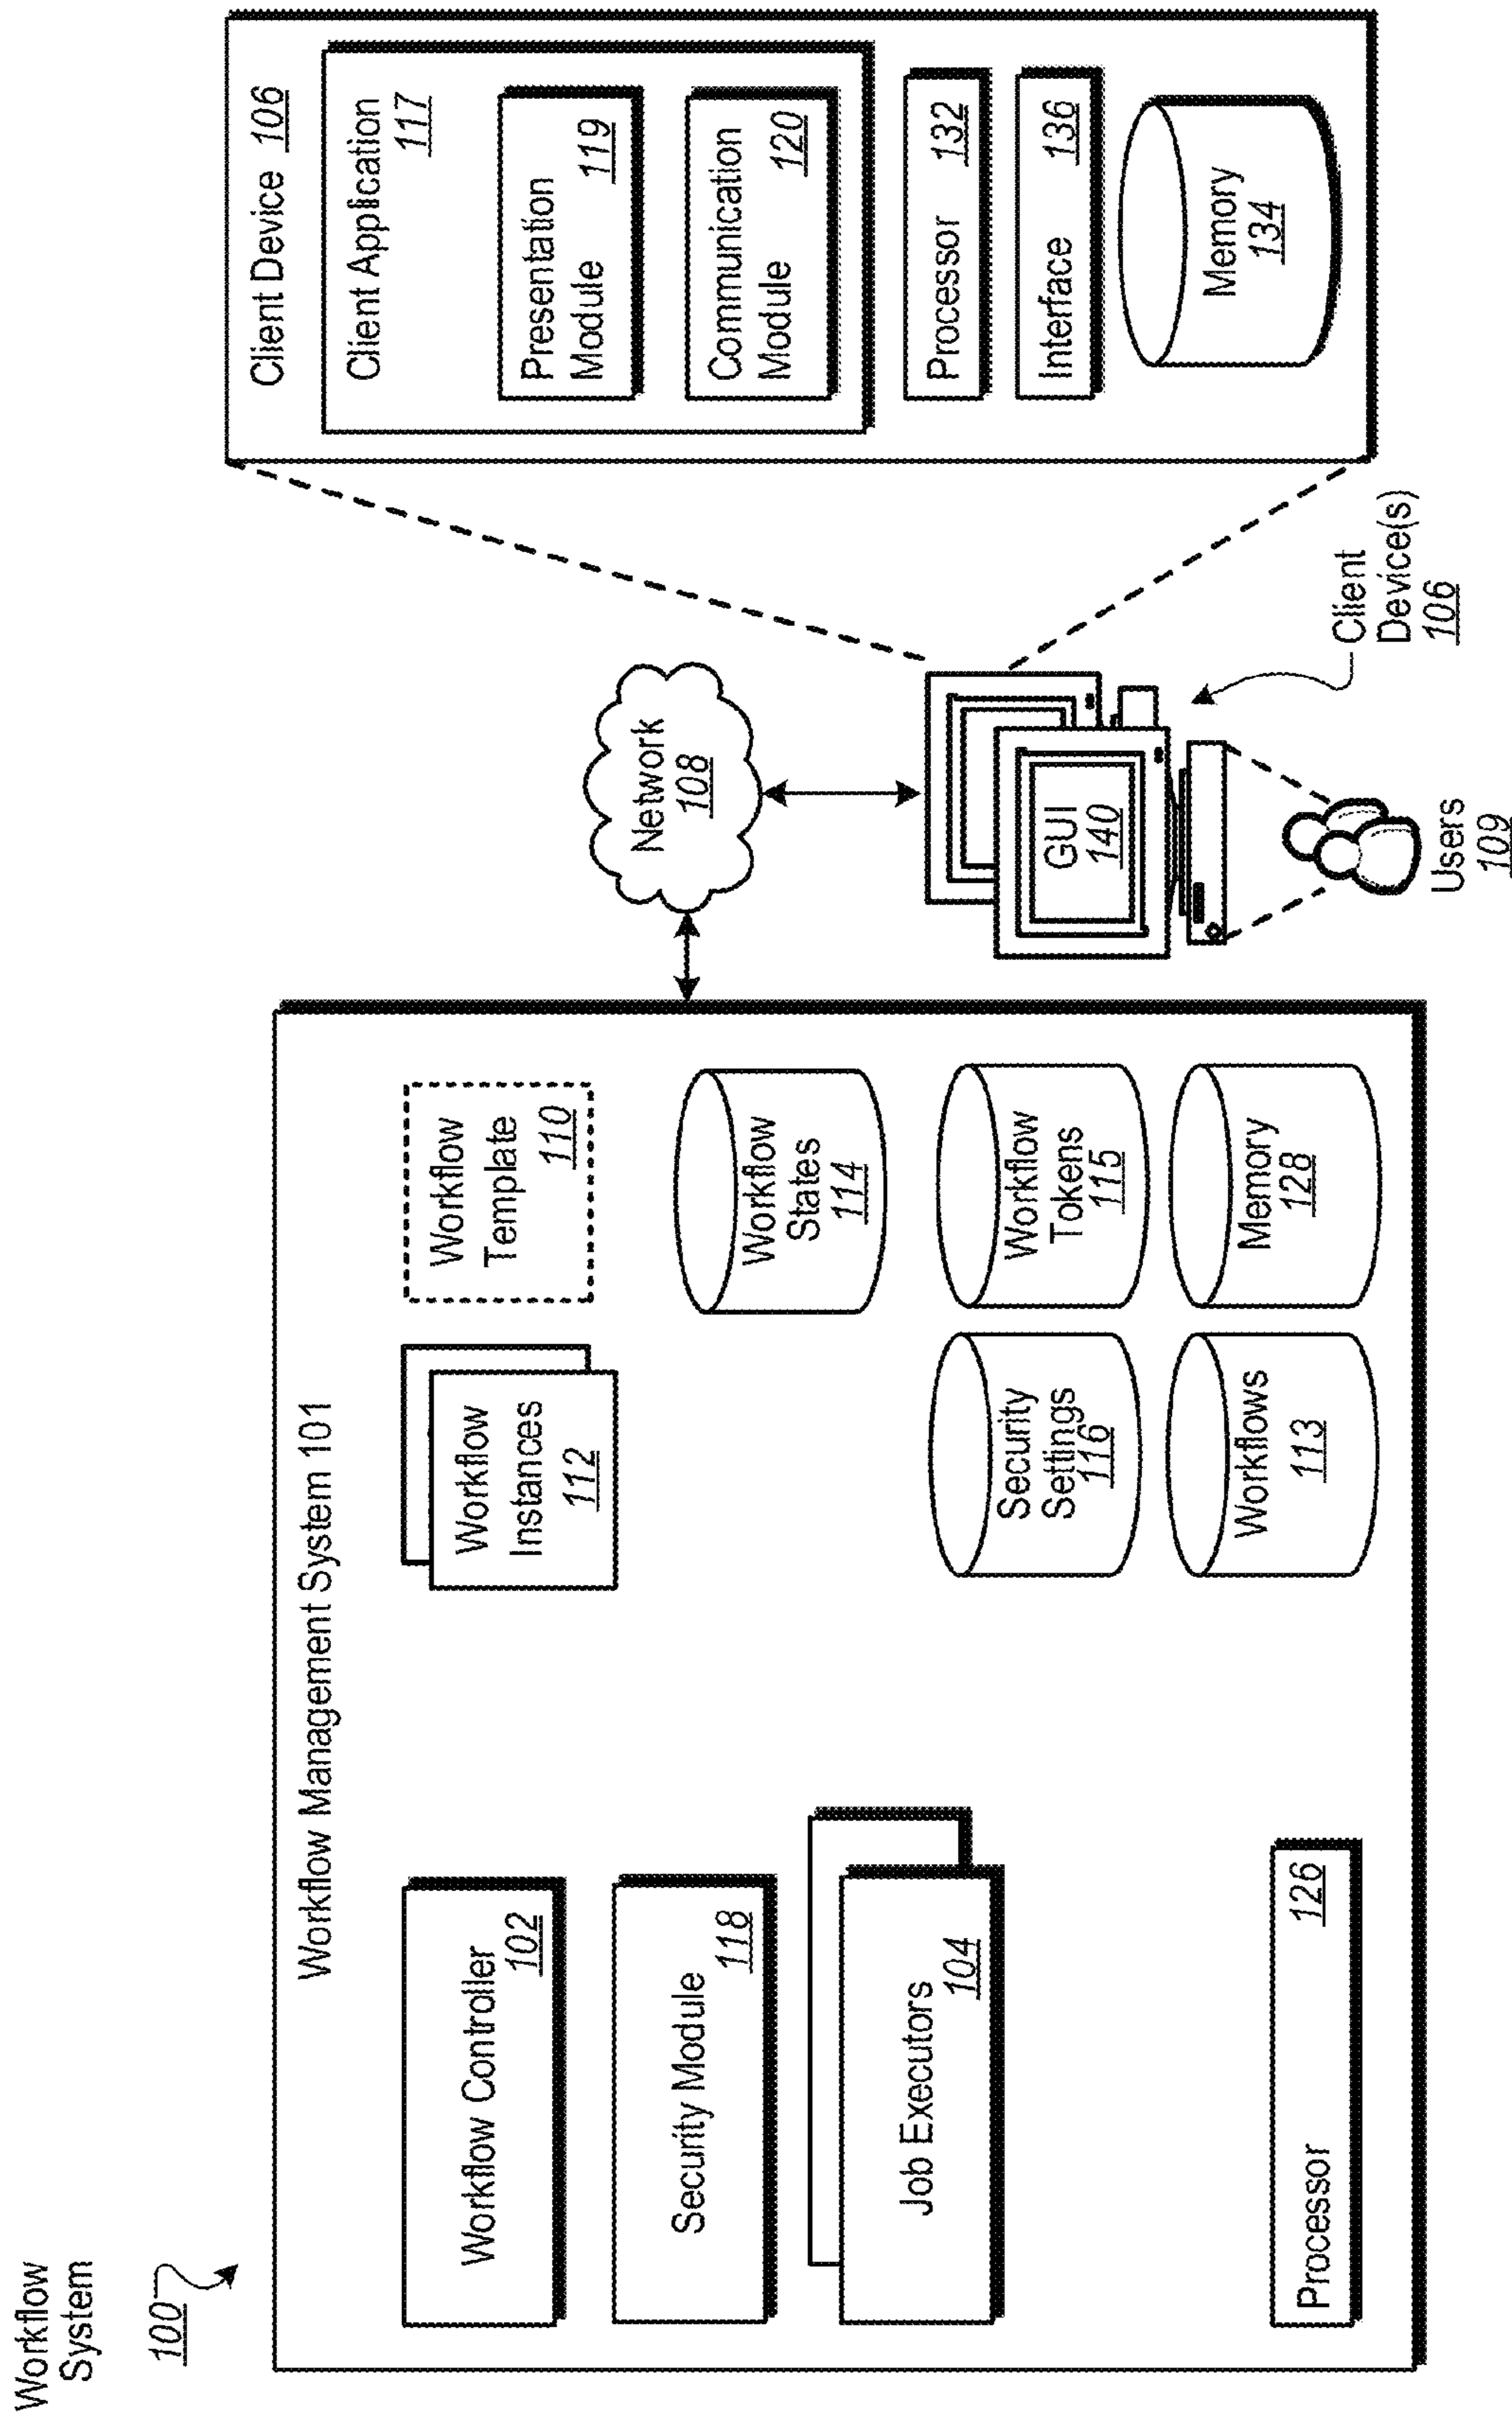 Workflow
System
100
Workflow Management System 101
Workflow Controller
102
Security Module
118
Job Executors
104
Processor
126
Workflow
Instances
112
Workflow
Template
110
Workflow
States
114
Security
Settings
116
Workflow
Tokens
115
Workflows
113
Memory
128
Network
108
GUI
140
Users
109
Client
Device(s)
106
Client Device 106
Client Application
117
Presentation
Module
119
Communication
Module
120
Processor 132
Interface 136
Memory
134